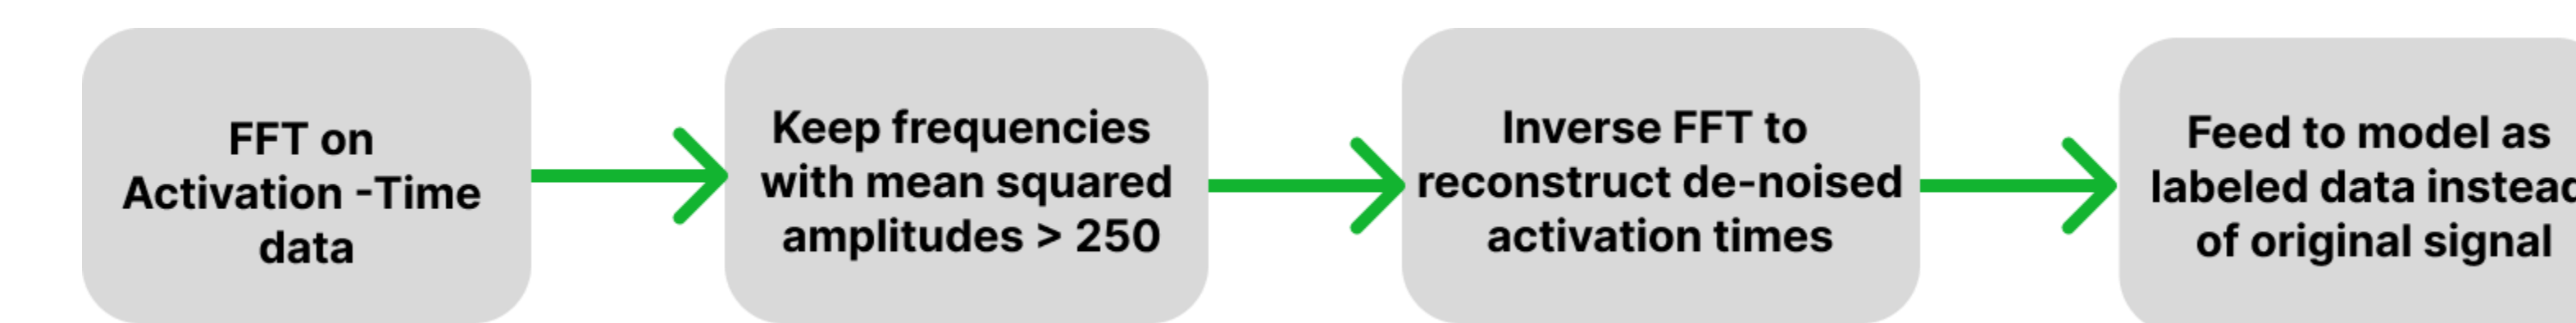 FFT on
Activation -Time
data
Keep frequencies
with mean squared
amplitudes > 250
Inverse FFT to
reconstruct de-noised
activation times
Feed to model as
labeled data instead
of original signal